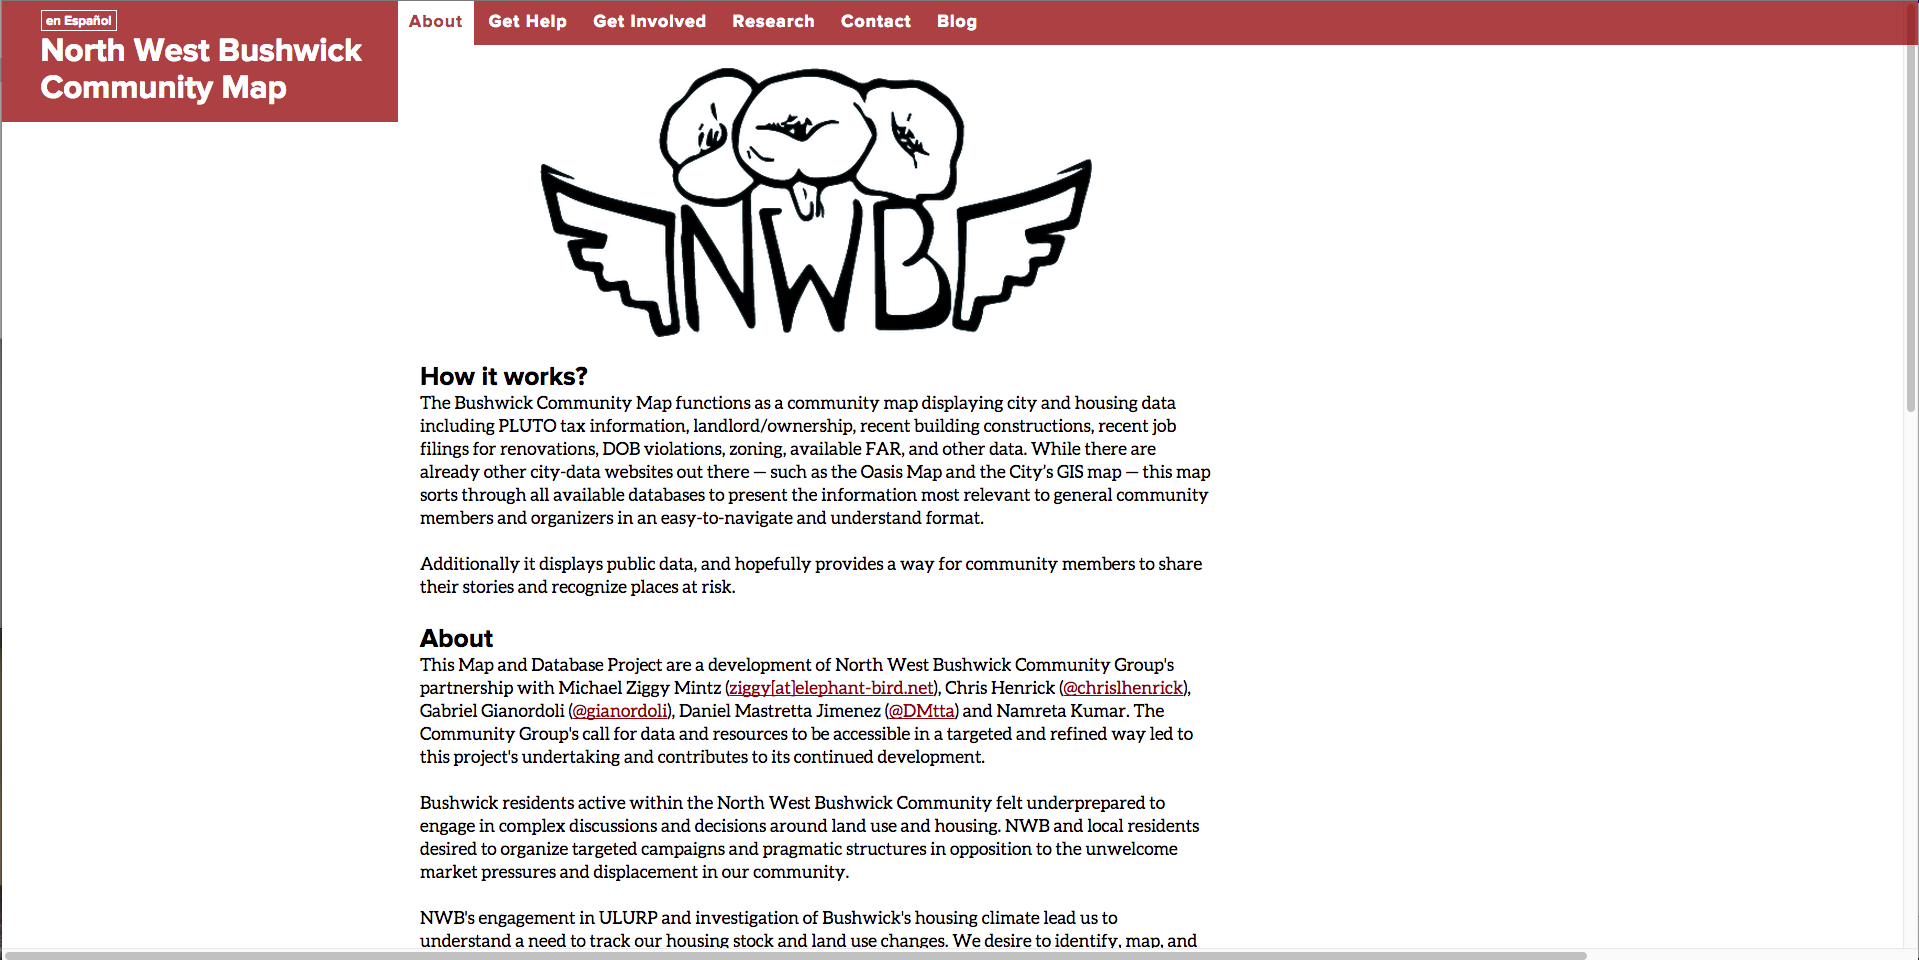 en Español
North West Bushwick
Community Map
About Get Help Get Involved Research Contact Blog
NWB
How it works?
The Bushwick Community Map functions as a community map displaying city and housing data
including PLUTO tax information, landlord/ownership, recent building constructions, recent job
filings for renovations, DOB violations, zoning, available FAR, and other data. While there are
already other city-data websites out there — such as the Oasis Map and the City's GIS map — this map
sorts through all available databases to present the information most relevant to general community
members and organizers in an easy-to-navigate and understand format.
Additionally it displays public data, and hopefully provides a way for community members to share
their stories and recognize places at risk.
About
This Map and Database Project are a development of North West Bushwick Community Group's
partnership with Michael Ziggy Mintz (ziggy[at]elephant-bird.net), Chris Henrick (@chrislhenrick),
Gabriel Gianordoli (@gianordoli), Daniel Mastretta Jimenez (@DMtta) and Namreta Kumar. The
Community Group's call for data and resources to be accessible in a targeted and refined way led to
this project's undertaking and contributes to its continued development.
Bushwick residents active within the North West Bushwick Community felt underprepared to
engage in complex discussions and decisions around land use and housing. NWB and local residents
desired to organize targeted campaigns and pragmatic structures in opposition to the unwelcome
market pressures and displacement in our community.
NWB's engagement in ULURP and investigation of Bushwick's housing climate lead us to
understand a need to track our housing stock and land use changes. We desire to identify, map, and